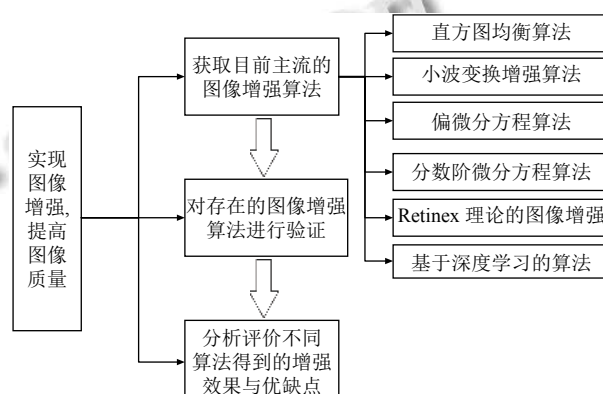 实现
图像
增强,
提高
图像
质量
获取目前主流的
图像增强算法
对存在的图像增强
算法进行验证
分析评价不同
算法得到的增强
效果与优缺点
直方图均衡算法
小波变换增强算法
偏微分方程算法
分数阶微分方程算法
Retinex 理论的图像增强
基于深度学习的算法